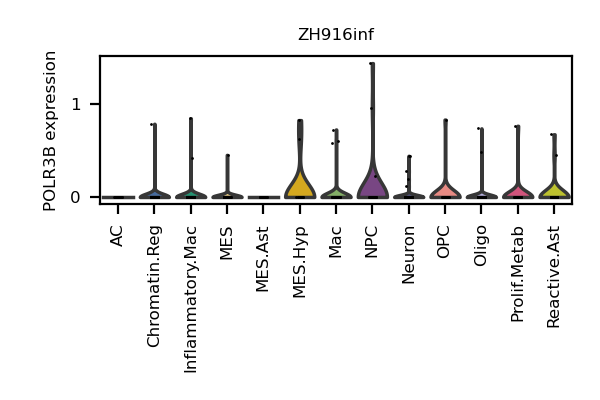 ZH916inf
POLR3B expression
1
0
AC
Chromatin.Reg
Inflammatory.Mac
MES
MES.Ast
MES.Hyp
Mac
NPC
Neuron
OPC
Oligo
Prolif.Metab
Reactive.Ast